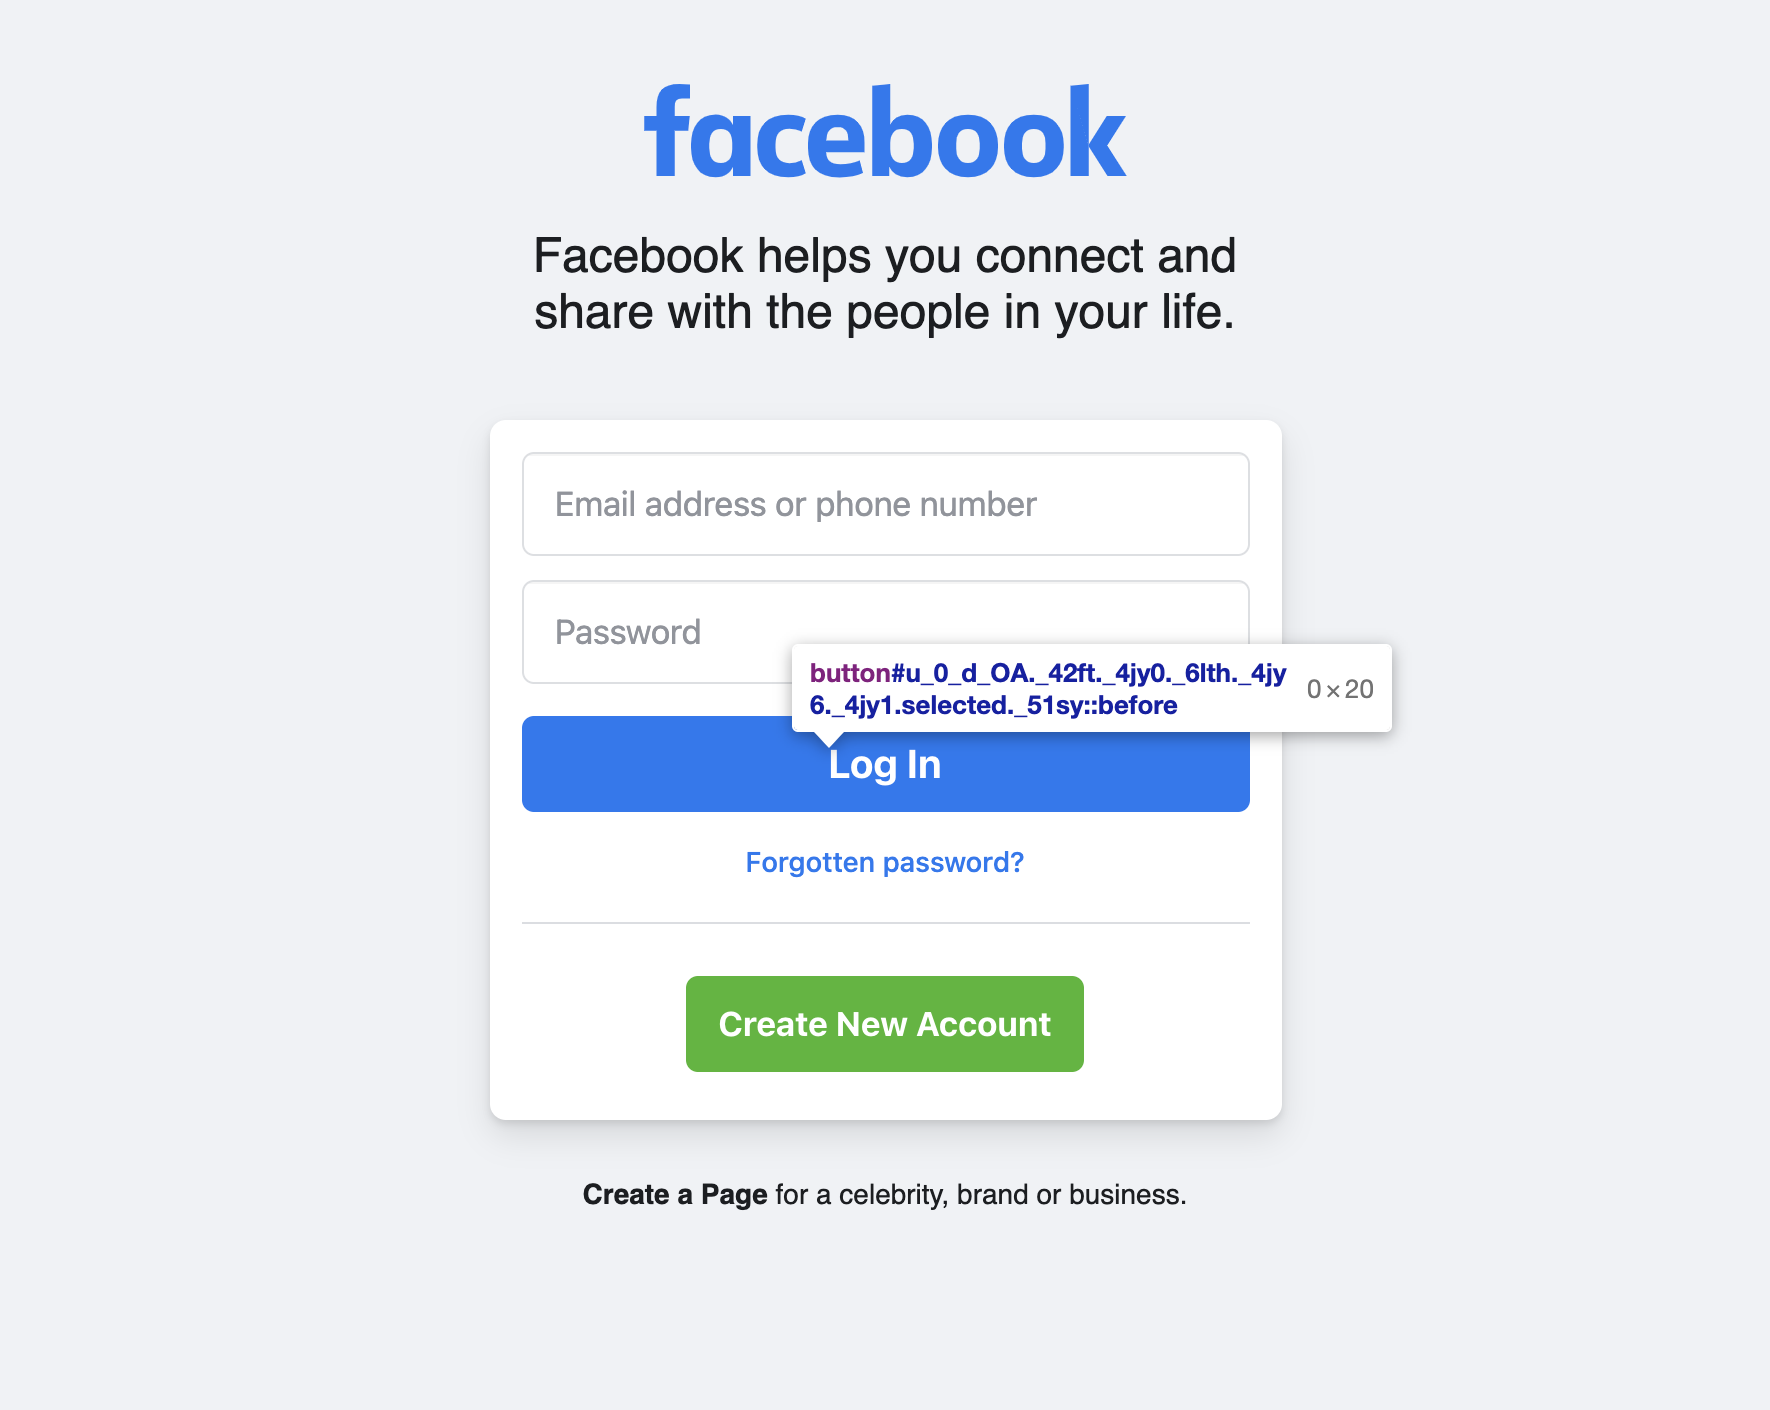 facebook
Facebook helps you connect and
share with the people in your life.
Email address or phone number
Password
button#u_0_d_OA._42ft._4jy0._6lth._4jy
6._4jy1.selected._51sy::before
0×20
Log In
Forgotten password?
Create New Account
Create a Page for a celebrity, brand or business.